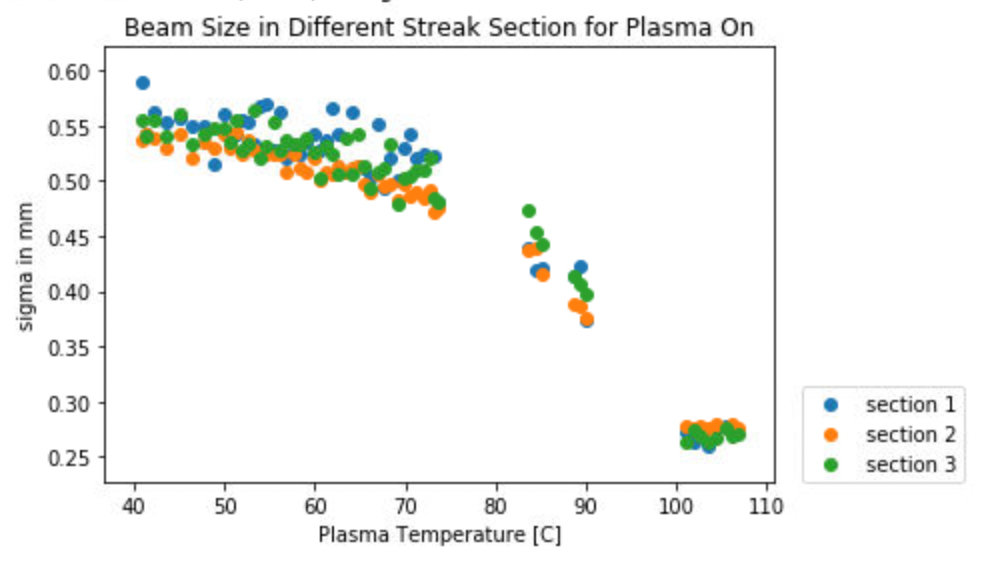 Beam Size in Different Streak Section for Plasma On
0.60
0.55
0.50
0.45
0.40
0.35
0.30
0.25
sigma in mm
40 50 60 70 80 90 100 110
Plasma Temperature [C]
section 1
section 2
section 3